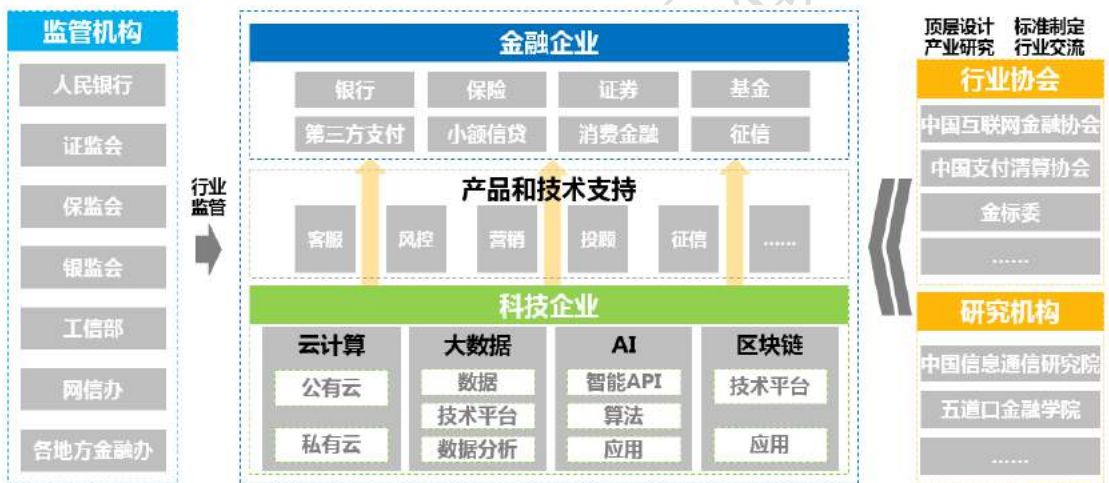 监管机构
人民银行
证监会
保监会
银监会
工信部
网信办
各地方金融办
行业
监管
金融企业
银行 保险 证券 基金
第三方支付 小额信贷 消费金融 征信
产品和技术支持
客服 风控 营销 投顾 征信 ......
科技企业
云计算 大数据 AI 区块链
公有云 数据 智能API 技术平台
技术平台 算法
私有云 数据分析 应用 应用
顶层设计 标准制定
产业研究 行业交流
行业协会
中国互联网金融协会
中国支付清算协会
金标委
......
研究机构
中国信息通信研究院
五道口金融学院
......